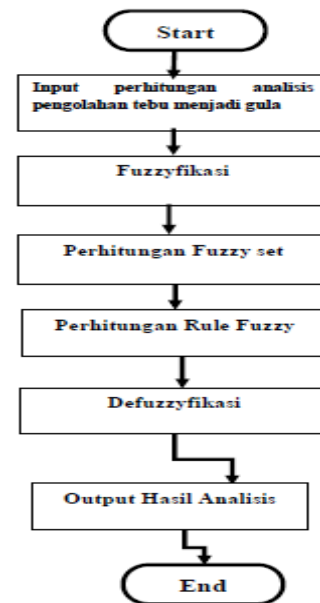 Start
Input perhitungan analisis
pengolahan tebu menjadi gula
Fuzzyfikasi
Perhitungan Fuzzy set
Perhitungan Rule Fuzzy
Defuzzyfikasi
Output Hasil Analisis
End